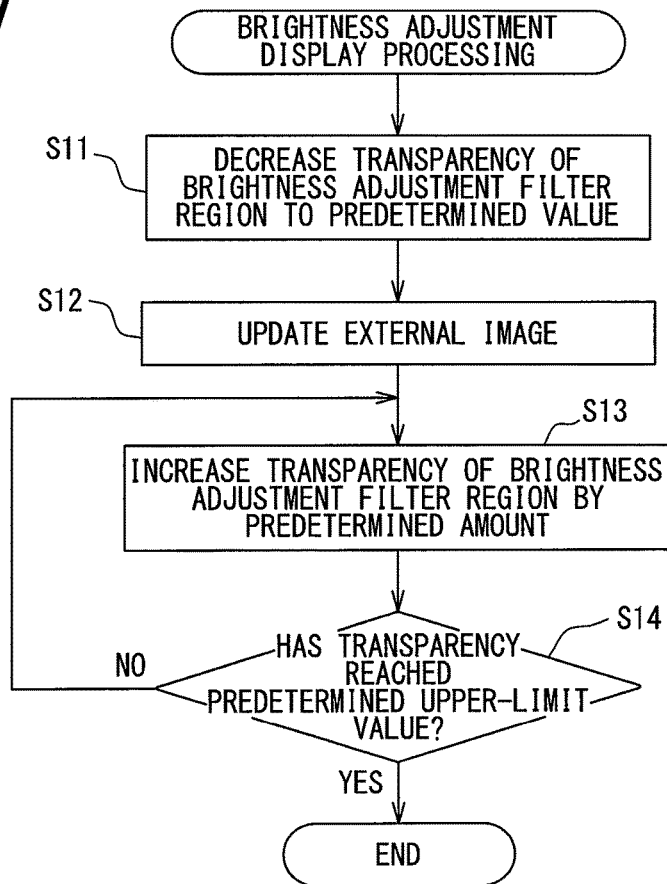 BRIGHTNESS ADJUSTMENT
DISPLAY PROCESSING
S11
DECREASE TRANSPARENCY OF
BRIGHTNESS ADJUSTMENT FILTER
REGION TO PREDETERMINED VALUE
S12
UPDATE EXTERNAL IMAGE
S13
INCREASE TRANSPARENCY OF BRIGHTNESS
ADJUSTMENT FILTER REGION BY
PREDETERMINED AMOUNT
S14
HAS TRANSPARENCY
REACHED
PREDETERMINED UPPER-LIMIT
VALUE?
NO
YES
END